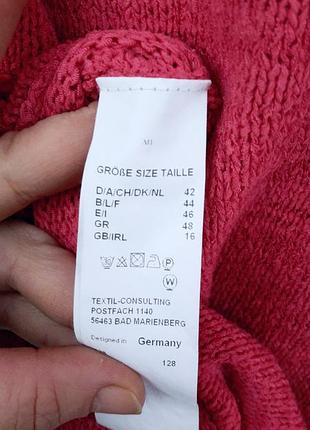 GRÖßE SIZE TAILLE
D/A/CH/DK/NL 42
B/L/F 44
E/I 46
GR 48
GB/IRL 16
P
W
TEXTIL-CONSULTING
POSTFACH 1140
56463 BAD MARIENBERG
Designed in Germany
128